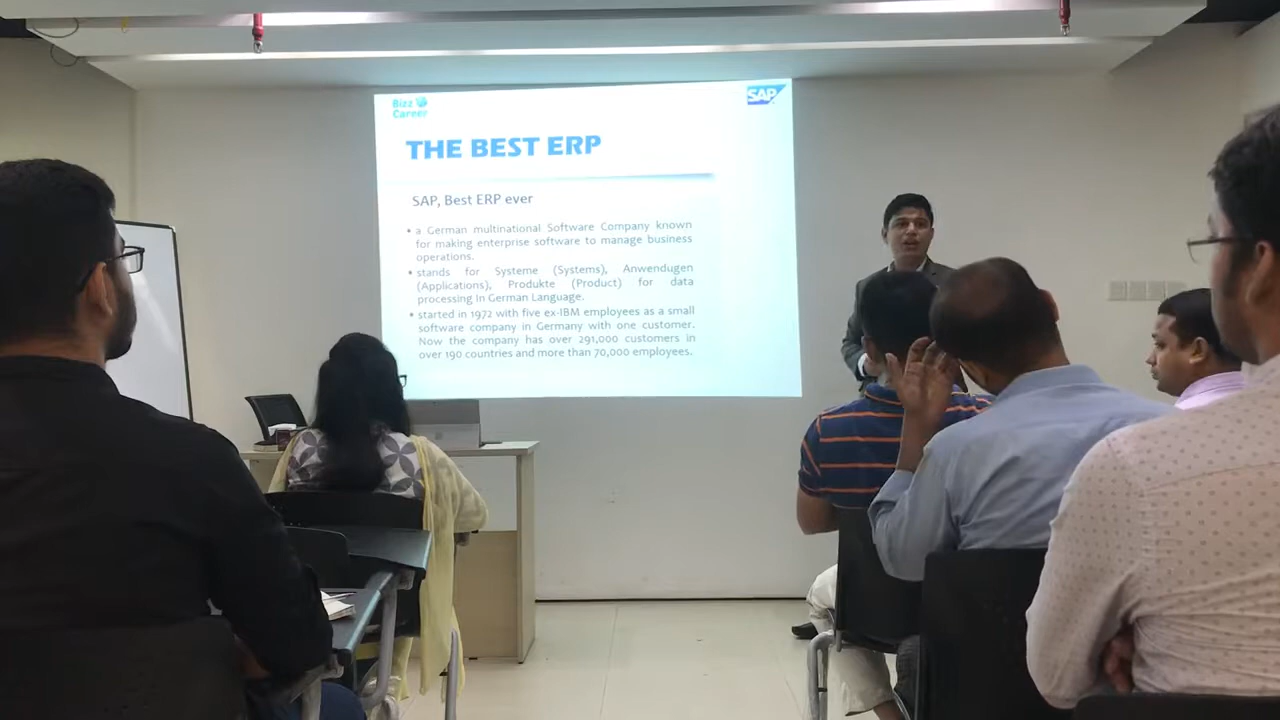 Bizz
Career
SAP
THE BEST ERP
SAP, Best ERP ever
• a German multinational Software Company known
for making enterprise software to manage business
operations.
• stands for Systeme (Systems), Anwendugen
(Applications), Produkte (Product) for data
processing in German Language.
• started in 1972 with five ex-IBM employees as a small
software company in Germany with one customer.
Now the company has over 291,000 customers in
over 190 countries and more than 70,000 employees.